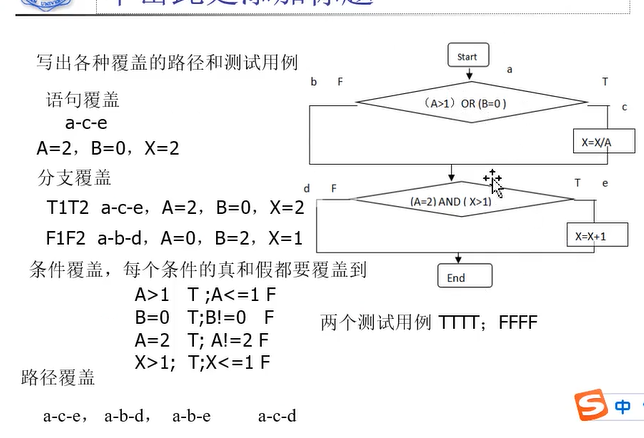 写出各种覆盖的路径和测试用例
语句覆盖
a-c-e
A=2，B=0，X=2
分支覆盖
T1T2 a-c-e，A=2，B=0，X=2
F1F2 a-b-d，A=0，B=2，X=1
条件覆盖，每个条件的真和假都要覆盖到
A>1 T ;A<=1 F
B=0 T;B!=0 F
A=2 T; A!=2 F
X>1; T;X<=1 F
两个测试用例 TTTT；FFFF
路径覆盖
a-c-e， a-b-d， a-b-e a-c-d
Start
a
b F
T
c
（A>1）OR (B=0 )
X=X/A
d F
T e
(A=2) AND ( X>1)
X=X+1
End
S 中